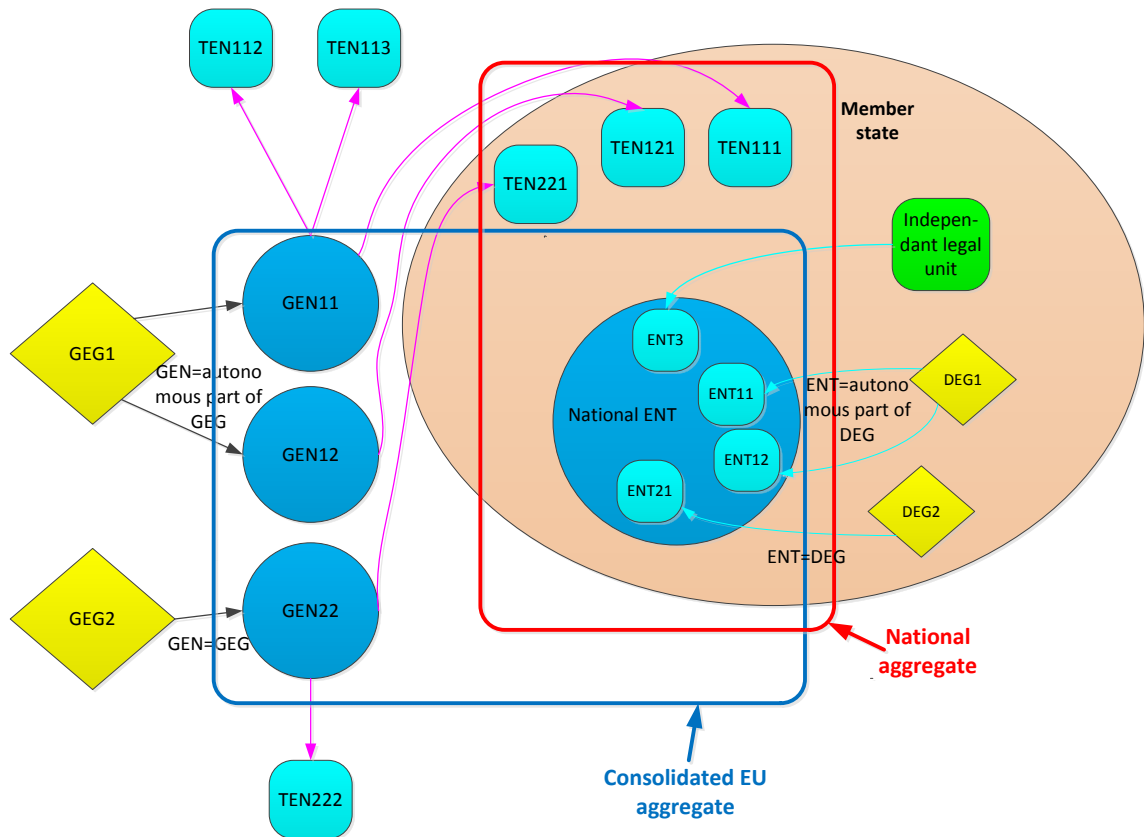 TEN112
TEN113
Member
state
TEN121
TEN111
TEN221
Indepen-
dant legal
unit
GEN11
GEG1
GEN=autono
mous part of
GEG
ENT3
ENT11
ENT=autono
mous part of
DEG
DEG1
National ENT
GEN12
ENT12
ENT21
DEG2
ENT=DEG
GEG2
GEN22
GEN=GEG
National
aggregate
Consolidated EU
aggregate
TEN222